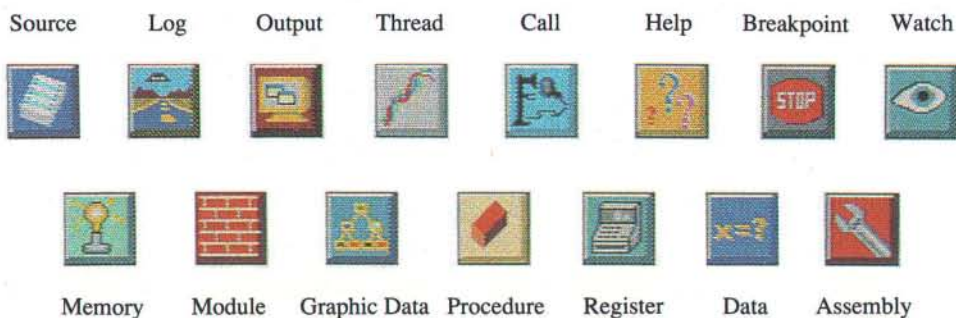 Source Log Output Thread Call Help Breakpoint Watch
STOP
x=?
Memory Module Graphic Data Procedure Register Data Assembly